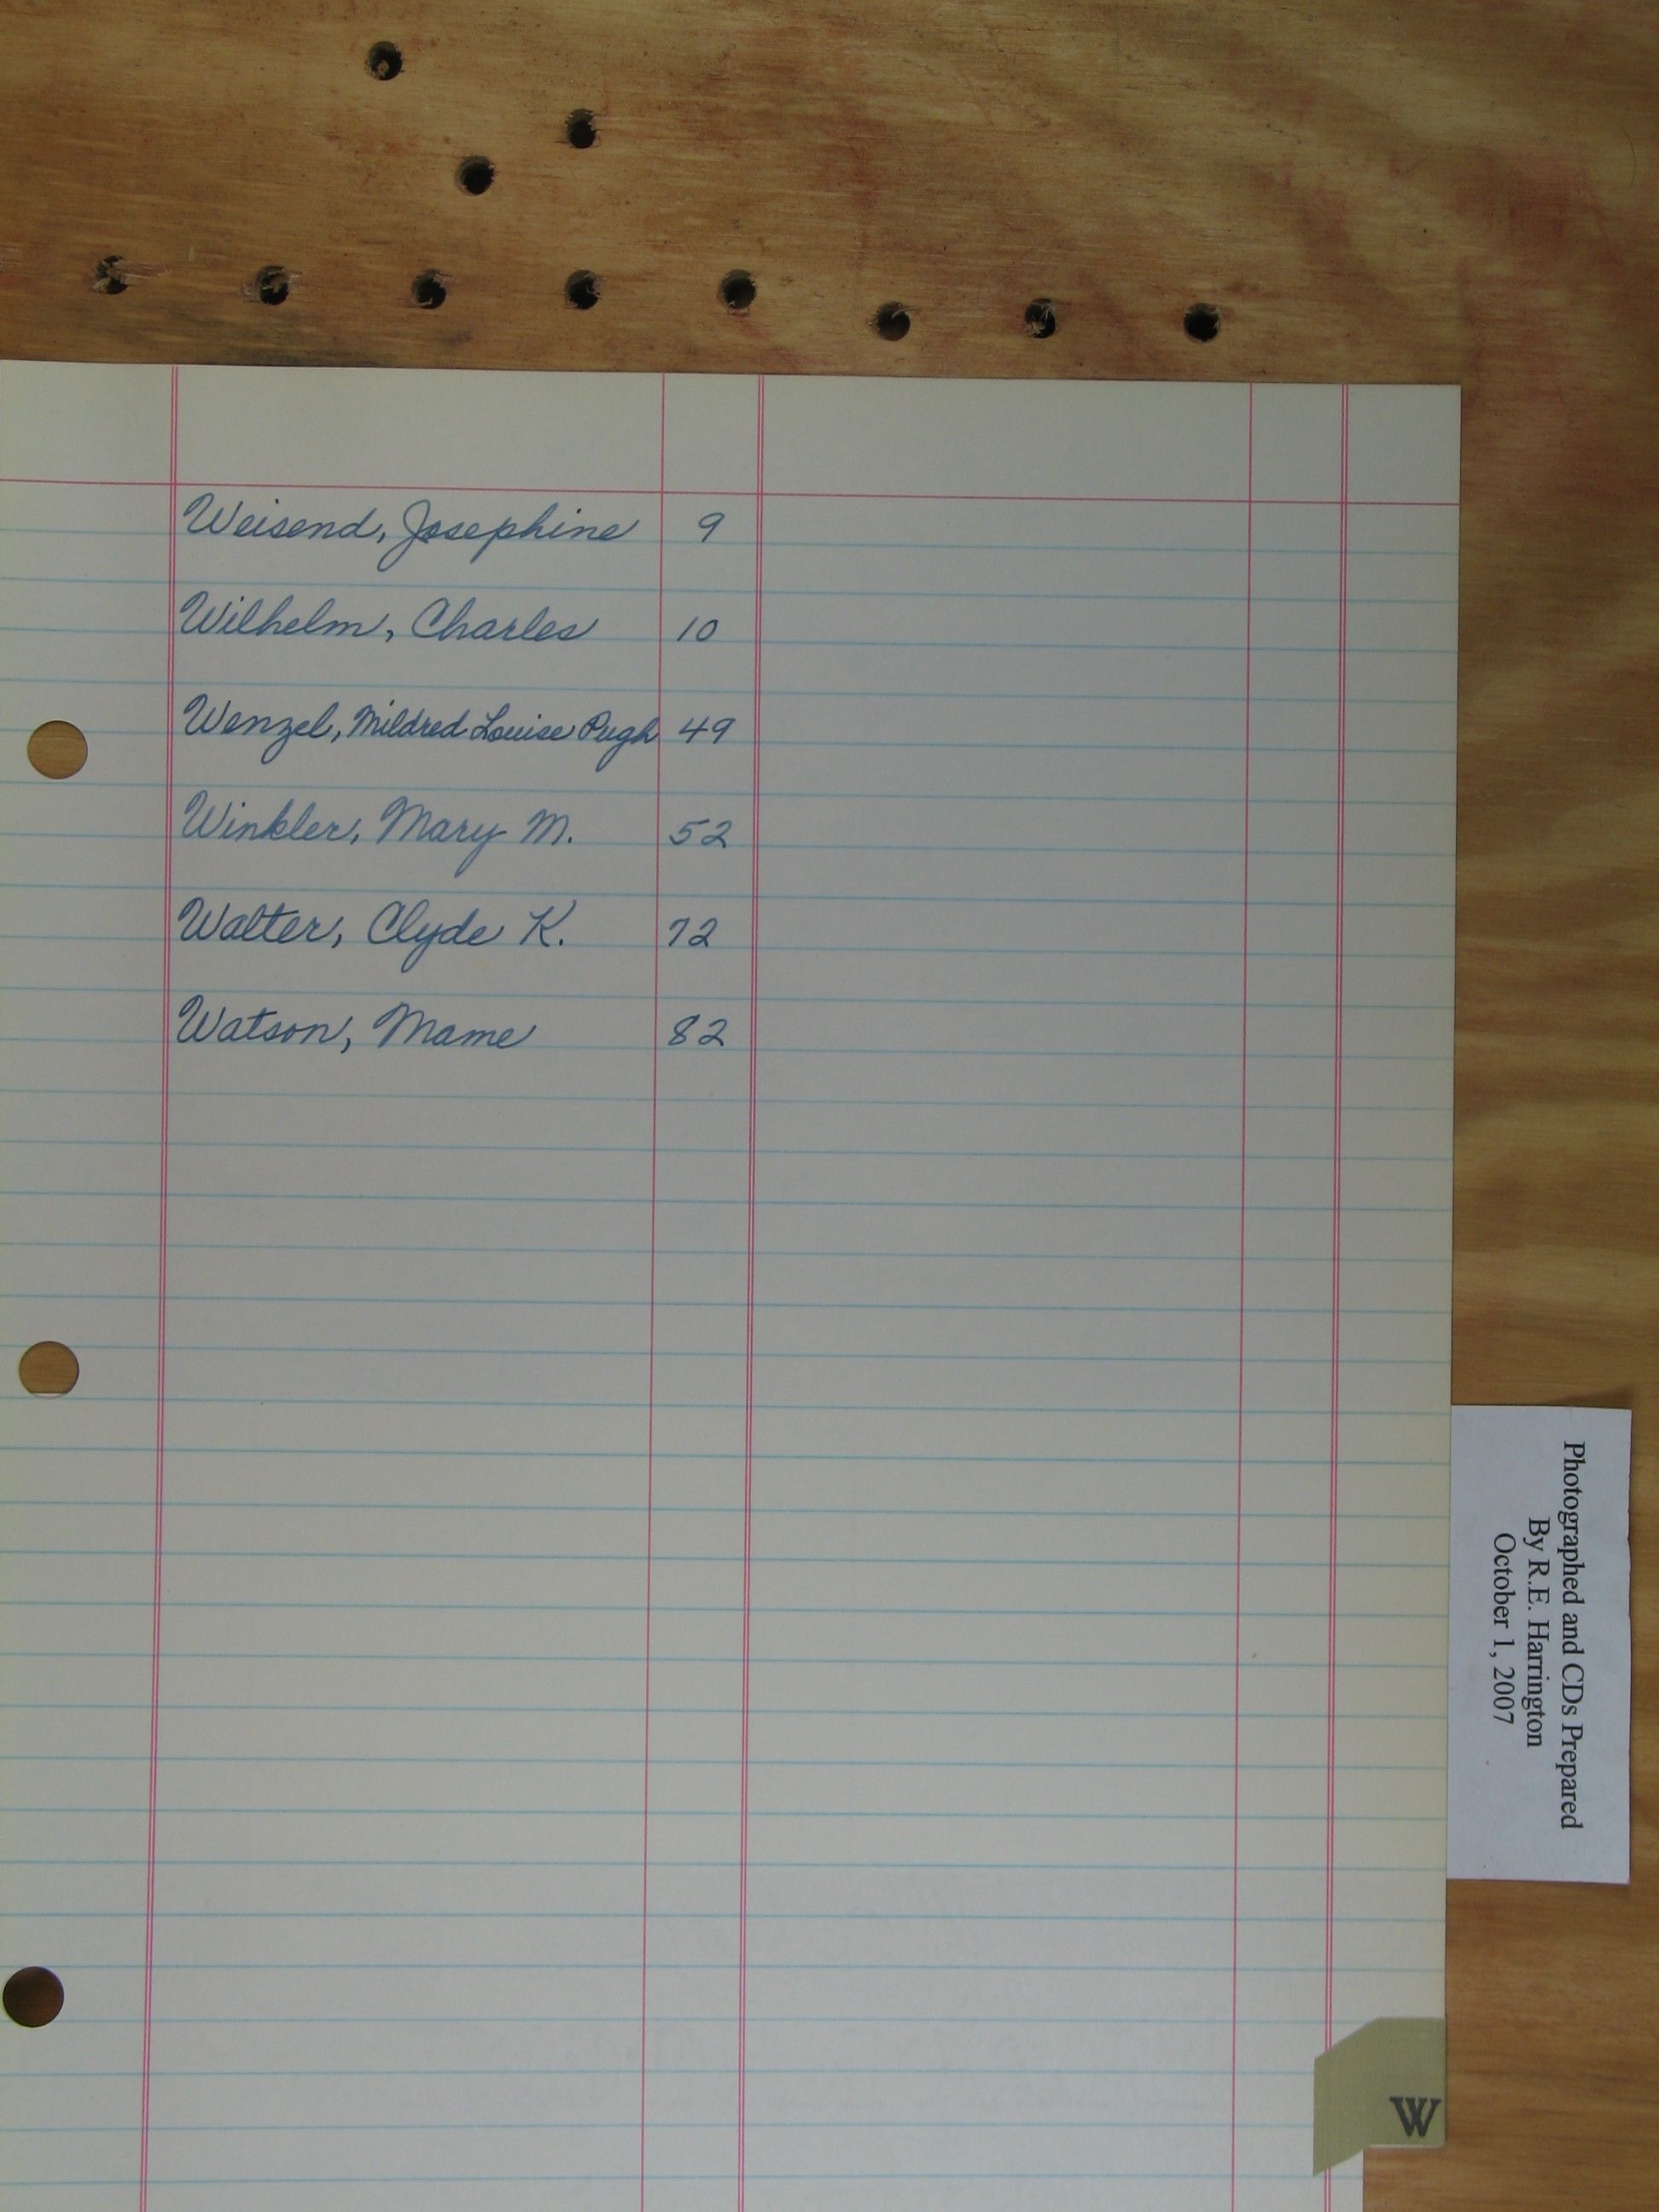 Weisend, Josephine 9
Wilhelm, Charles 10
Wenzel, Mildred Louise Pugh 49
Winkler, Mary M. 52
Walter, Clyde K. 72
Watson, Mame 82
Photographed and CDs Prepared
By R.E. Harrington
October 1, 2007
W